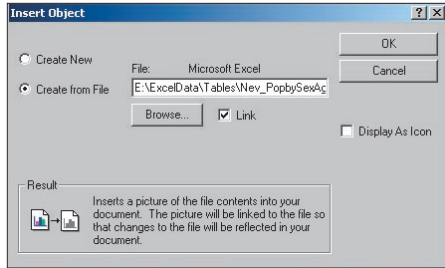 Insert Object
Create New
Create from File
File: Microsoft Excel
E:\ExcelData\Tables\Nev_PopbySexAg
Browse...
Link
OK
Cancel
Display As Icon
Result
Inserts a picture of the file contents into your
document. The picture will be linked to the file so
that changes to the file will be reflected in your
document.